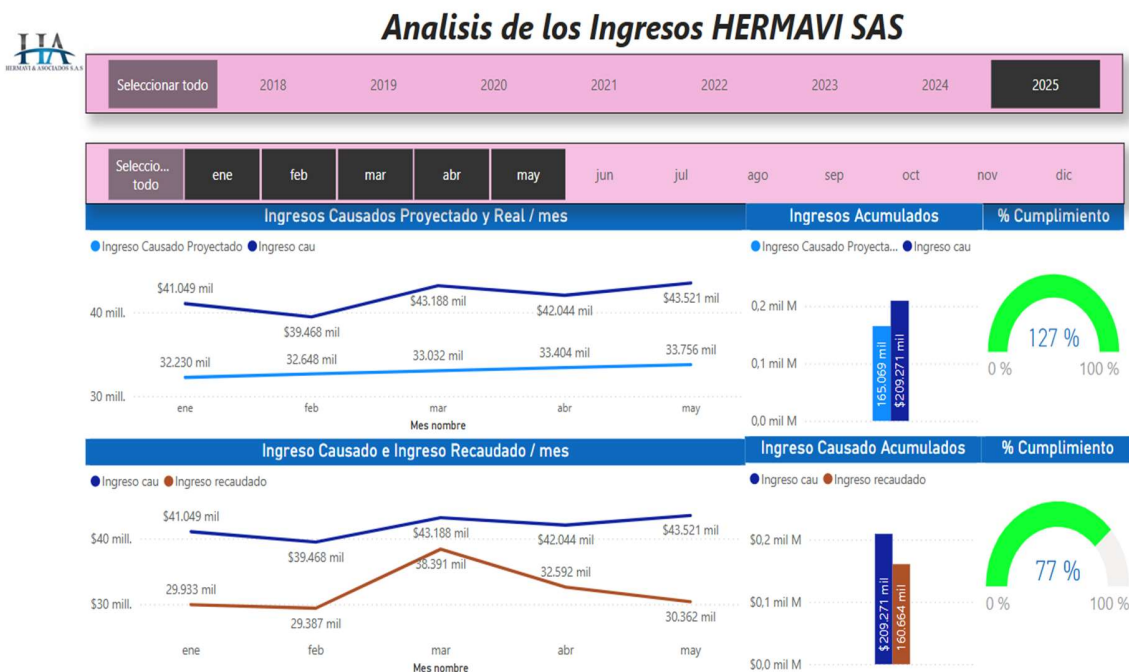 Analisis de los Ingresos HERMAVI SAS
HA
HERMAVI & ASOCIADOS S.A.S
Seleccionar todo 2018 2019 2020 2021 2022 2023 2024 2025
Seleccio...
todo
ene feb mar abr may jun jul ago sep oct nov dic
Ingresos Causados Proyectado y Real / mes
Ingreso Causado Proyectado Ingreso cau
$41.049 mil
$39.468 mil
$43.188 mil
$42.044 mil
$43.521 mil
40 mill.
32.230 mil
32.648 mil
33.032 mil
33.404 mil
33.756 mil
30 mill.
ene feb mar abr may
Mes nombre
Ingresos Acumulados
Ingreso Causado Proyecta... Ingreso cau
0,2 mil M
0,1 mil M
0,0 mil M
165.069 mil
$209.271 mil
% Cumplimiento
127 %
0 % 100 %
Ingreso Causado e Ingreso Recaudado / mes
Ingreso cau Ingreso recaudado
$41.049 mil
$39.468 mil
$43.188 mil
$42.044 mil
$43.521 mil
$40 mill.
29.933 mil
29.387 mil
38.391 mil
32.592 mil
30.362 mil
$30 mill.
ene feb mar abr may
Mes nombre
Ingreso Causado Acumulados
Ingreso cau Ingreso recaudado
$0,2 mil M
$0,1 mil M
$0,0 mil M
$209.271 mil
160.664 mil
% Cumplimiento
77 %
0 % 100 %